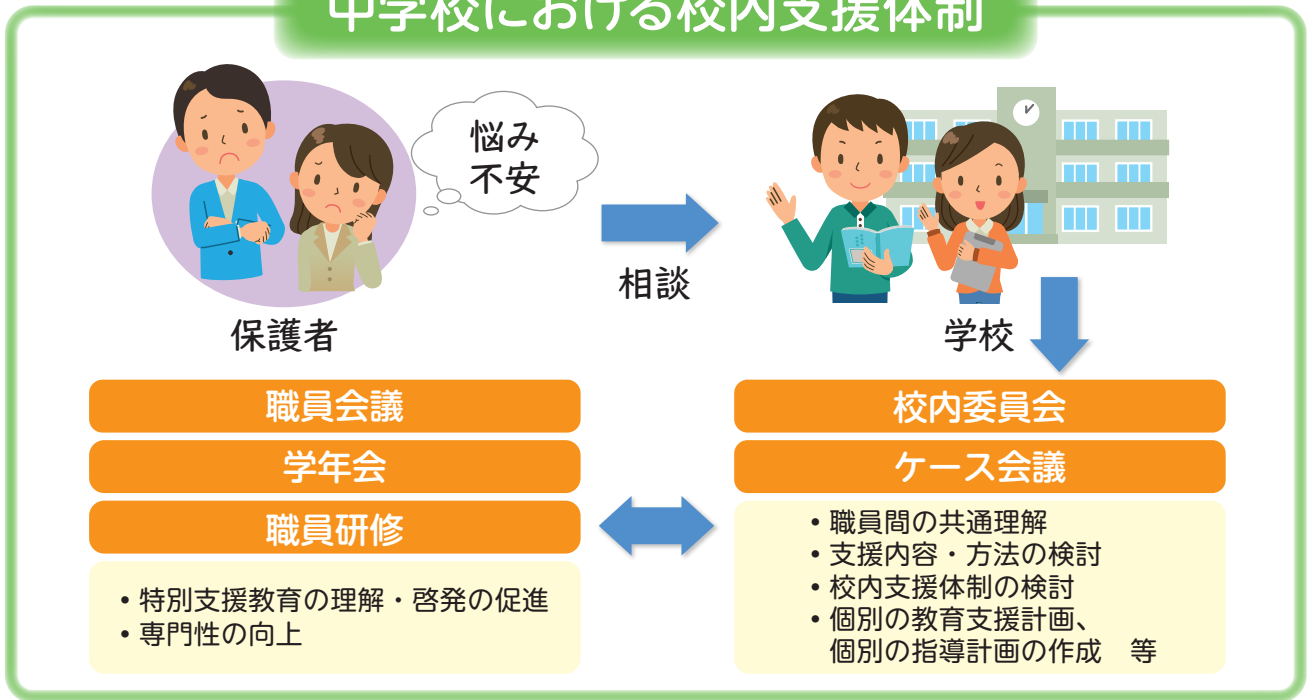 中学校における校内支援体制
悩み
不安
相談
保護者
学校
職員会議
学年会
職員研修
・特別支援教育の理解・啓発の促進
・専門性の向上
校内委員会
ケース会議
・職員間の共通理解
・支援内容・方法の検討
・校内支援体制の検討
・個別の教育支援計画、
個別の指導計画の作成　等